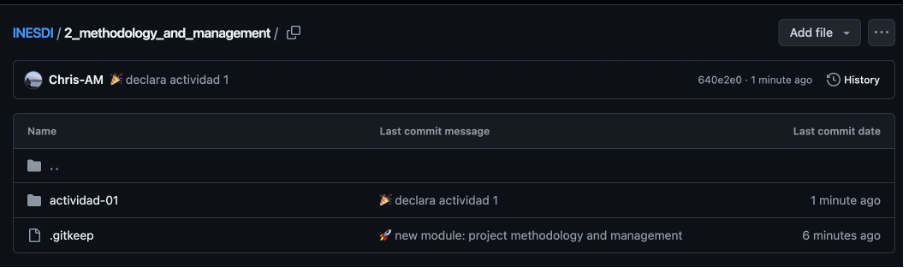 INESDI / 2_methodology_and_management /
Add file
Chris-AM 🎉 declara actividad 1
640e2e0 · 1 minute ago
History
Name Last commit message Last commit date
..
actividad-01 🎉 declara actividad 1 1 minute ago
.gitkeep 🚀 new module: project methodology and management 6 minutes ago